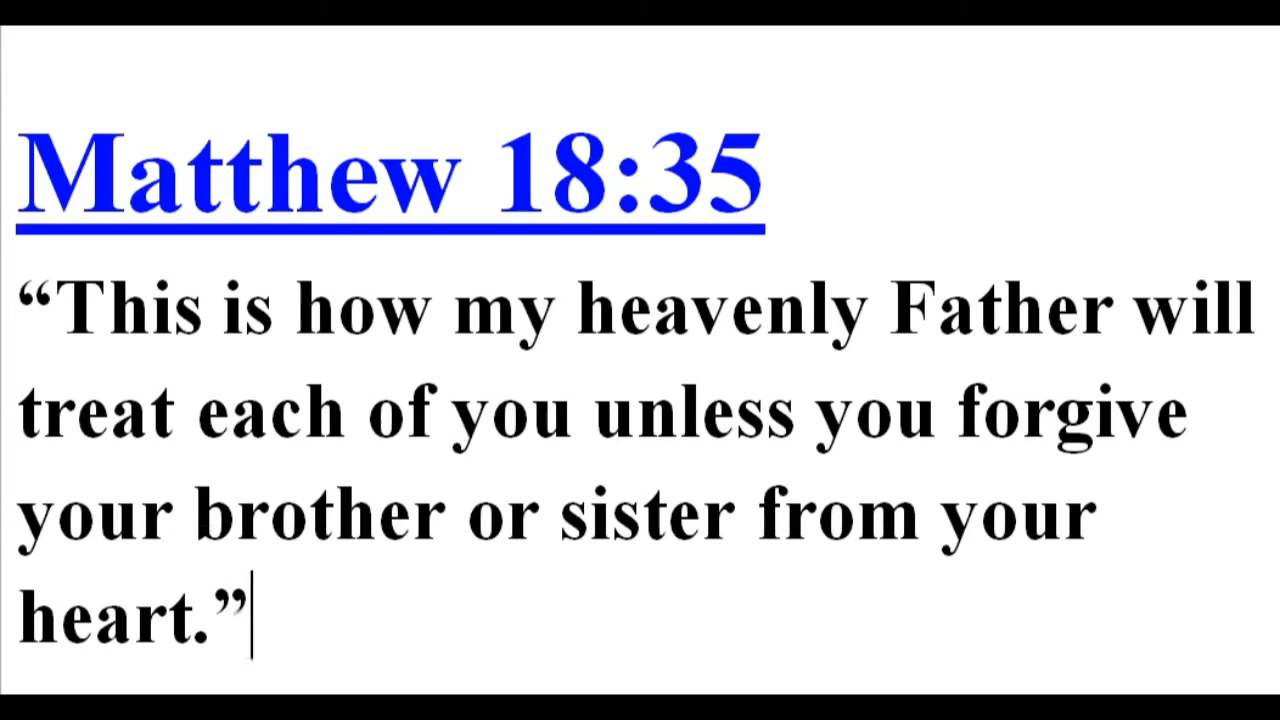 Matthew 18:35
“This is how my heavenly Father will
treat each of you unless you forgive
your brother or sister from your
heart.”